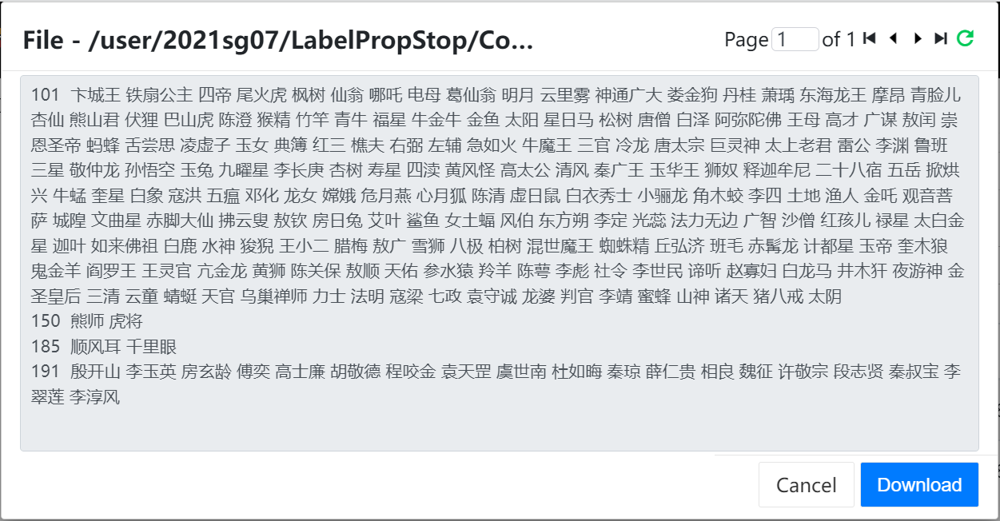 File - /user/2021sg07/LabelPropStop/Co...
Page 1 of 1
101 卞城王 铁扇公主 四帝 尾火虎 枫树 仙翁 哪吒 电母 葛仙翁 明月 云里雾 神通广大 娄金狗 丹桂 萧瑀 东海龙王 摩昂 青脸儿
杏仙 熊山君 伏狸 巴山虎 陈澄 猴精 竹竿 青牛 福星 牛金牛 金鱼 太阳 星日马 松树 唐僧 白泽 阿弥陀佛 王母 高才 广谋 敖闰 崇
恩圣帝 蚂蜂 舌尝思 凌虚子 玉女 典簿 红三 樵夫 右弼 左辅 急如火 牛魔王 三官 冷龙 唐太宗 巨灵神 太上老君 雷公 李渊 鲁班
三星 敬仲龙 孙悟空 玉兔 九曜星 李长庚 杏树 寿星 四渎 黄风怪 高太公 清风 秦广王 玉华王 狮奴 释迦牟尼 二十八宿 五岳 掀烘
兴 牛蜢 奎星 白象 寇洪 五瘟 邓化 龙女 嫦娥 危月燕 心月狐 陈清 虚日鼠 白衣秀士 小骊龙 角木蛟 李四 土地 渔人 金吒 观音菩
萨 城隍 文曲星 赤脚大仙 拂云叟 敖钦 房日兔 艾叶 鲨鱼 女土蝠 风伯 东方朔 李定 光蕊 法力无边 广智 沙僧 红孩儿 禄星 太白金
星 迦叶 如来佛祖 白鹿 水神 狻猊 王小二 腊梅 敖广 雪狮 八极 柏树 混世魔王 蜘蛛精 丘弘济 班毛 赤髯龙 计都星 玉帝 奎木狼
鬼金羊 阎罗王 王灵官 亢金龙 黄狮 陈关保 敖顺 天佑 参水猿 羚羊 陈萼 李彪 社令 李世民 谛听 赵寡妇 白龙马 井木犴 夜游神 金
圣皇后 三清 云童 蜻蜓 天官 乌巢禅师 力士 法明 寇梁 七政 袁守诚 龙婆 判官 李靖 蜜蜂 山神 诸天 猪八戒 太阴
150 熊师 虎将
185 顺风耳 千里眼
191 殷开山 李玉英 房玄龄 傅奕 高士廉 胡敬德 程咬金 袁天罡 虞世南 杜如晦 秦琼 薛仁贵 相良 魏征 许敬宗 段志贤 秦叔宝 李
翠莲 李淳风
Cancel Download